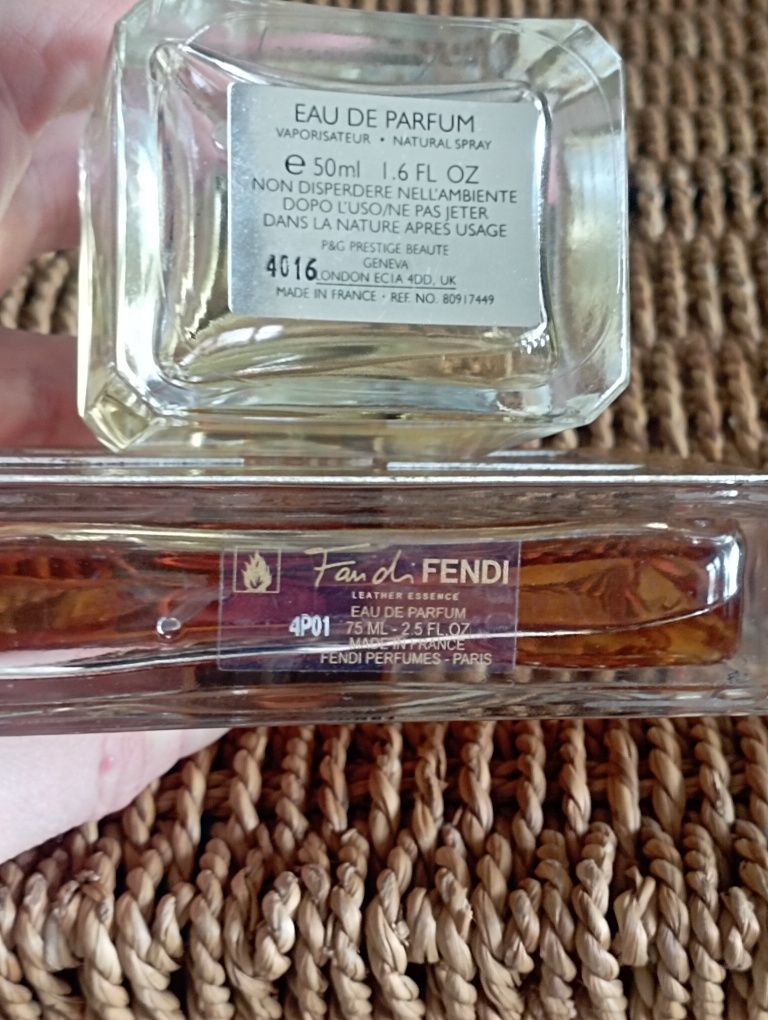 EAU DE PARFUM
VAPORISATEUR • NATURAL SPRAY
e 50ml 1.6 FL OZ
NON DISPERDERE NELL'AMBIENTE
DOPO L'USO/NE PAS JETER
DANS LA NATURE APRES USAGE
P&G PRESTIGE BEAUTE
GENEVA
4016 LONDON EC1A 4DD, UK
MADE IN FRANCE • REF. NO. 80917449
Fan di FENDI
LEATHER ESSENCE
EAU DE PARFUM
4P01 75 ML - 2.5 FL.OZ
MADE IN FRANCE
FENDI PERFUMES - PARIS